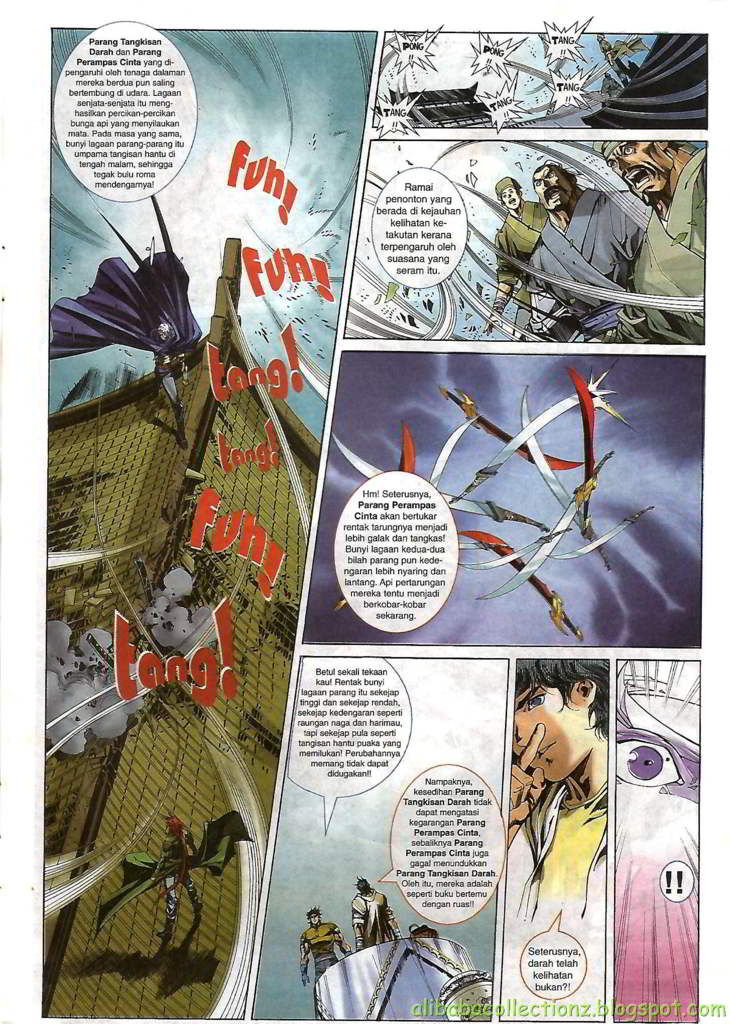 Parang Tangkisan
Darah dan Parang
Perampas Cinta yang di-
pengaruhi oleh tenaga dalaman
mereka berdua pun saling
bertembung di udara. Lagaan
senjata-senjata itu meng-
hasilkan percikan-percikan
bunga api yang menyilaukan
mata. Pada masa yang sama,
bunyi lagaan parang-parang itu
umpama tangisan hantu di
tengah malam, sehingga
tegak bulu roma
mendengarnya!
fuh!
fuh!
tang!
tang!
fuh!
tang!
PONG
!!
PONG
!!
TANG
!!
TANG
!!
TANG
!!
TANG
!!
Ramai
penonton yang
berada di kejauhan
kelihatan ke-
takutan kerana
terpengaruh oleh
suasana yang
seram itu.
Hm! Seterusnya,
Parang Perampas
Cinta akan bertukar
rentak tarungnya menjadi
lebih galak dan tangkas!
Bunyi lagaan kedua-dua
bilah parang pun kede-
ngaran lebih nyaring dan
lantang. Api pertarungan
mereka tentu menjadi
berkobar-kobar
sekarang.
Betul sekali tekaan
kau! Rentak bunyi
lagaan parang itu sekejap
tinggi dan sekejap rendah,
sekejap kedengaran seperti
raungan naga dan harimau,
tapi sekejap pula seperti
tangisan hantu puaka yang
memilukan! Perubahannya
memang tidak dapat
didugakan!!
Nampaknya,
kesedihan Parang
Tangkisan Darah tidak
dapat mengatasi
kegarangan Parang
Perampas Cinta,
sebaliknya Parang
Perampas Cinta juga
gagal menundukkan
Parang Tangkisan Darah.
Oleh itu, mereka adalah
seperti buku bertemu
dengan ruas!!
Seterusnya,
darah telah
kelihatan
bukan?!
!!
alibabacollectionz.blogspot.com